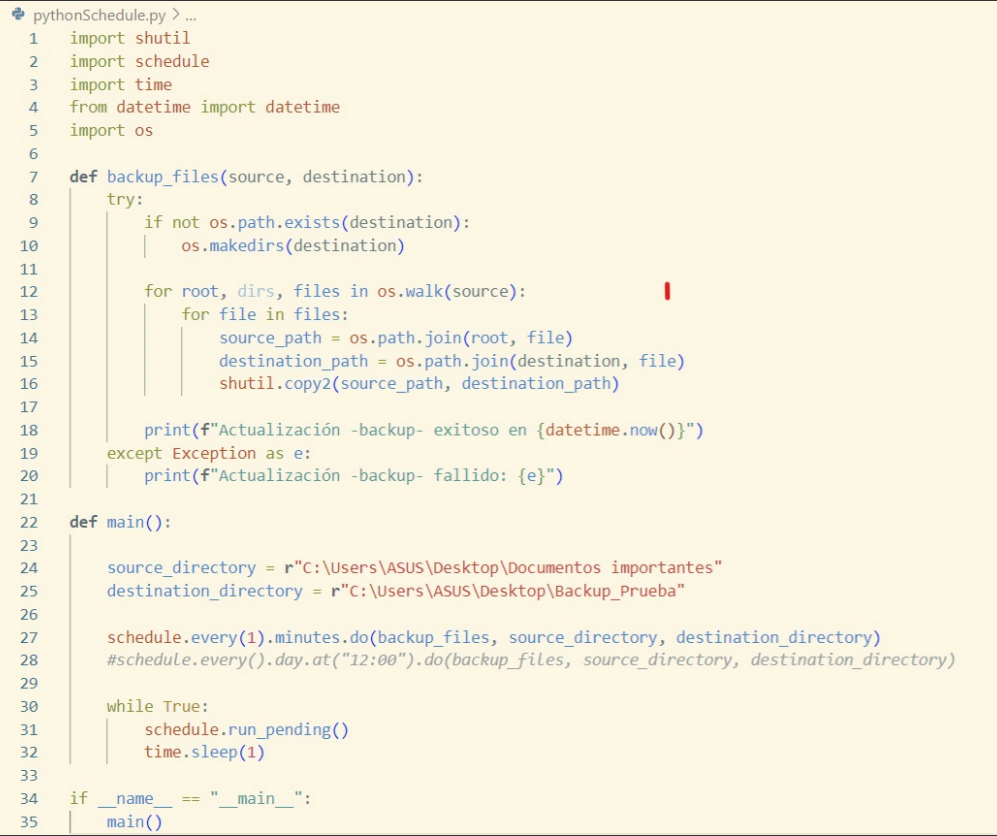 pythonSchedule.py > ...
1 import shutil
2 import schedule
3 import time
4 from datetime import datetime
5 import os
6
7 def backup_files(source, destination):
8     try:
9         if not os.path.exists(destination):
10             os.makedirs(destination)
11
12         for root, dirs, files in os.walk(source):
13             for file in files:
14                 source_path = os.path.join(root, file)
15                 destination_path = os.path.join(destination, file)
16                 shutil.copy2(source_path, destination_path)
17
18         print(f"Actualización -backup- exitoso en {datetime.now()}")
19     except Exception as e:
20         print(f"Actualización -backup- fallido: {e}")
21
22 def main():
23
24     source_directory = r"C:\Users\ASUS\Desktop\Documentos importantes"
25     destination_directory = r"C:\Users\ASUS\Desktop\Backup_Prueba"
26
27     schedule.every(1).minutes.do(backup_files, source_directory, destination_directory)
28     #schedule.every().day.at("12:00").do(backup_files, source_directory, destination_directory)
29
30     while True:
31         schedule.run_pending()
32         time.sleep(1)
33
34 if __name__ == "__main__":
35     main()